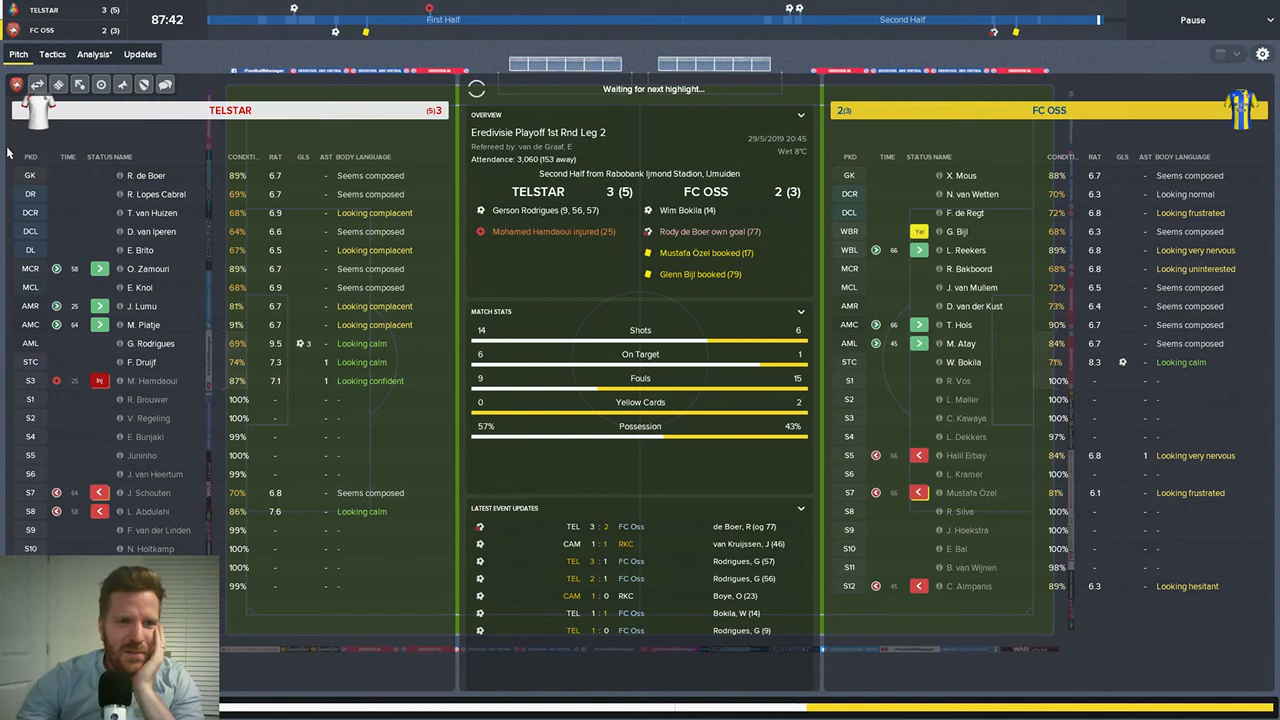 TELSTAR 3 (5)
FC OSS 2 (3)
87:42
First Half
Second Half
Pause
Pitch Tactics Analysis* Updates
Waiting for next highlight...
TELSTAR (5)3
PKD TIME STATUS NAME CONDITI... RAT GLS AST BODY LANGUAGE
GK R. de Boer 89% 6.7 - Seems composed
DR R. Lopes Cabral 69% 6.7 - Seems composed
DCR T. van Huizen 68% 6.9 - Looking complacent
DCL D. van Iperen 64% 6.6 - Seems composed
DL E. Brito 67% 6.5 - Looking complacent
MCR 58 O. Zamouri 89% 6.7 - Seems composed
MCL E. Knol 68% 6.9 - Seems composed
AMR 25 J. Lumu 81% 6.7 - Looking complacent
AMC 64 M. Platje 91% 6.7 - Looking complacent
AML G. Rodrigues 69% 9.5 3 - Looking calm
STC F. Druijf 74% 7.3 1 Looking calm
S3 25 Inj M. Hamdaoui 87% 7.1 1 Looking confident
S1 R. Brouwer 100% - - -
S2 V. Regeling 100% - - -
S4 E. Bunjaki 99% - - -
S5 Juninho 100% - - -
S6 J. van Heertum 99% - - -
S7 64 J. Schouten 70% 6.8 - Seems composed
S8 58 L. Abdulahi 86% 7.6 - Looking calm
S9 F. van der Linden 100% - - -
S10 N. Holtkamp 100% - - -
100% - - -
99% - - -
OVERVIEW
Eredivisie Playoff 1st Rnd Leg 2
Refereed by: van de Graaf, E
Attendance: 3,060 (153 away)
29/5/2019 20:45
Wet 8°C
Second Half from Rabobank Ijmond Stadion, IJmuiden
TELSTAR 3 (5) FC OSS 2 (3)
Gerson Rodrigues (9, 56, 57) Wim Bokila (14)
Mohamed Hamdaoui injured (25) Rody de Boer own goal (77)
Mustafa Özel booked (17)
Glenn Bijl booked (79)
MATCH STATS
14 Shots 6
6 On Target 1
9 Fouls 15
0 Yellow Cards 2
57% Possession 43%
LATEST EVENT UPDATES
TEL 3 : 2 FC Oss de Boer, R (og 77)
CAM 1 : 1 RKC van Kruijssen, J (46)
TEL 3 : 1 FC Oss Rodrigues, G (57)
TEL 2 : 1 FC Oss Rodrigues, G (56)
CAM 1 : 0 RKC Boye, O (23)
TEL 1 : 1 FC Oss Bokila, W (14)
TEL 1 : 0 FC Oss Rodrigues, G (9)
2(3) FC OSS
PKD TIME STATUS NAME CONDITI... RAT GLS AST BODY LANGUAGE
GK X. Mous 88% 6.7 - Seems composed
DCR N. van Wetten 70% 6.3 - Looking normal
DCL F. de Regt 72% 6.8 - Looking frustrated
WBR Yel G. Bijl 68% 6.3 - Seems composed
WBL 66 L. Reekers 89% 6.8 - Looking very nervous
MCR R. Bakboord 68% 6.8 - Looking uninterested
MCL J. van Mullem 72% 6.5 - Seems composed
AMR D. van der Kust 73% 6.4 - Seems composed
AMC 66 T. Hols 90% 6.7 - Seems composed
AML 45 M. Atay 84% 6.7 - Seems composed
STC W. Bokila 71% 8.3 - Looking calm
S1 R. Vos 100% - - -
S2 L. Møller 100% - - -
S3 C. Kawaya 100% - - -
S4 L. Dekkers 97% - - -
S5 66 Halil Erbay 84% 6.8 1 Looking very nervous
S6 L. Kramer 100% - - -
S7 66 Mustafa Özel 81% 6.1 - Looking frustrated
S8 R. Silva 100% - - -
S9 J. Hoekstra 100% - - -
S10 E. Bal 100% - - -
S11 B. van Wijnen 98% - - -
S12 45 C. Almpanis 89% 6.3 - Looking hesitant